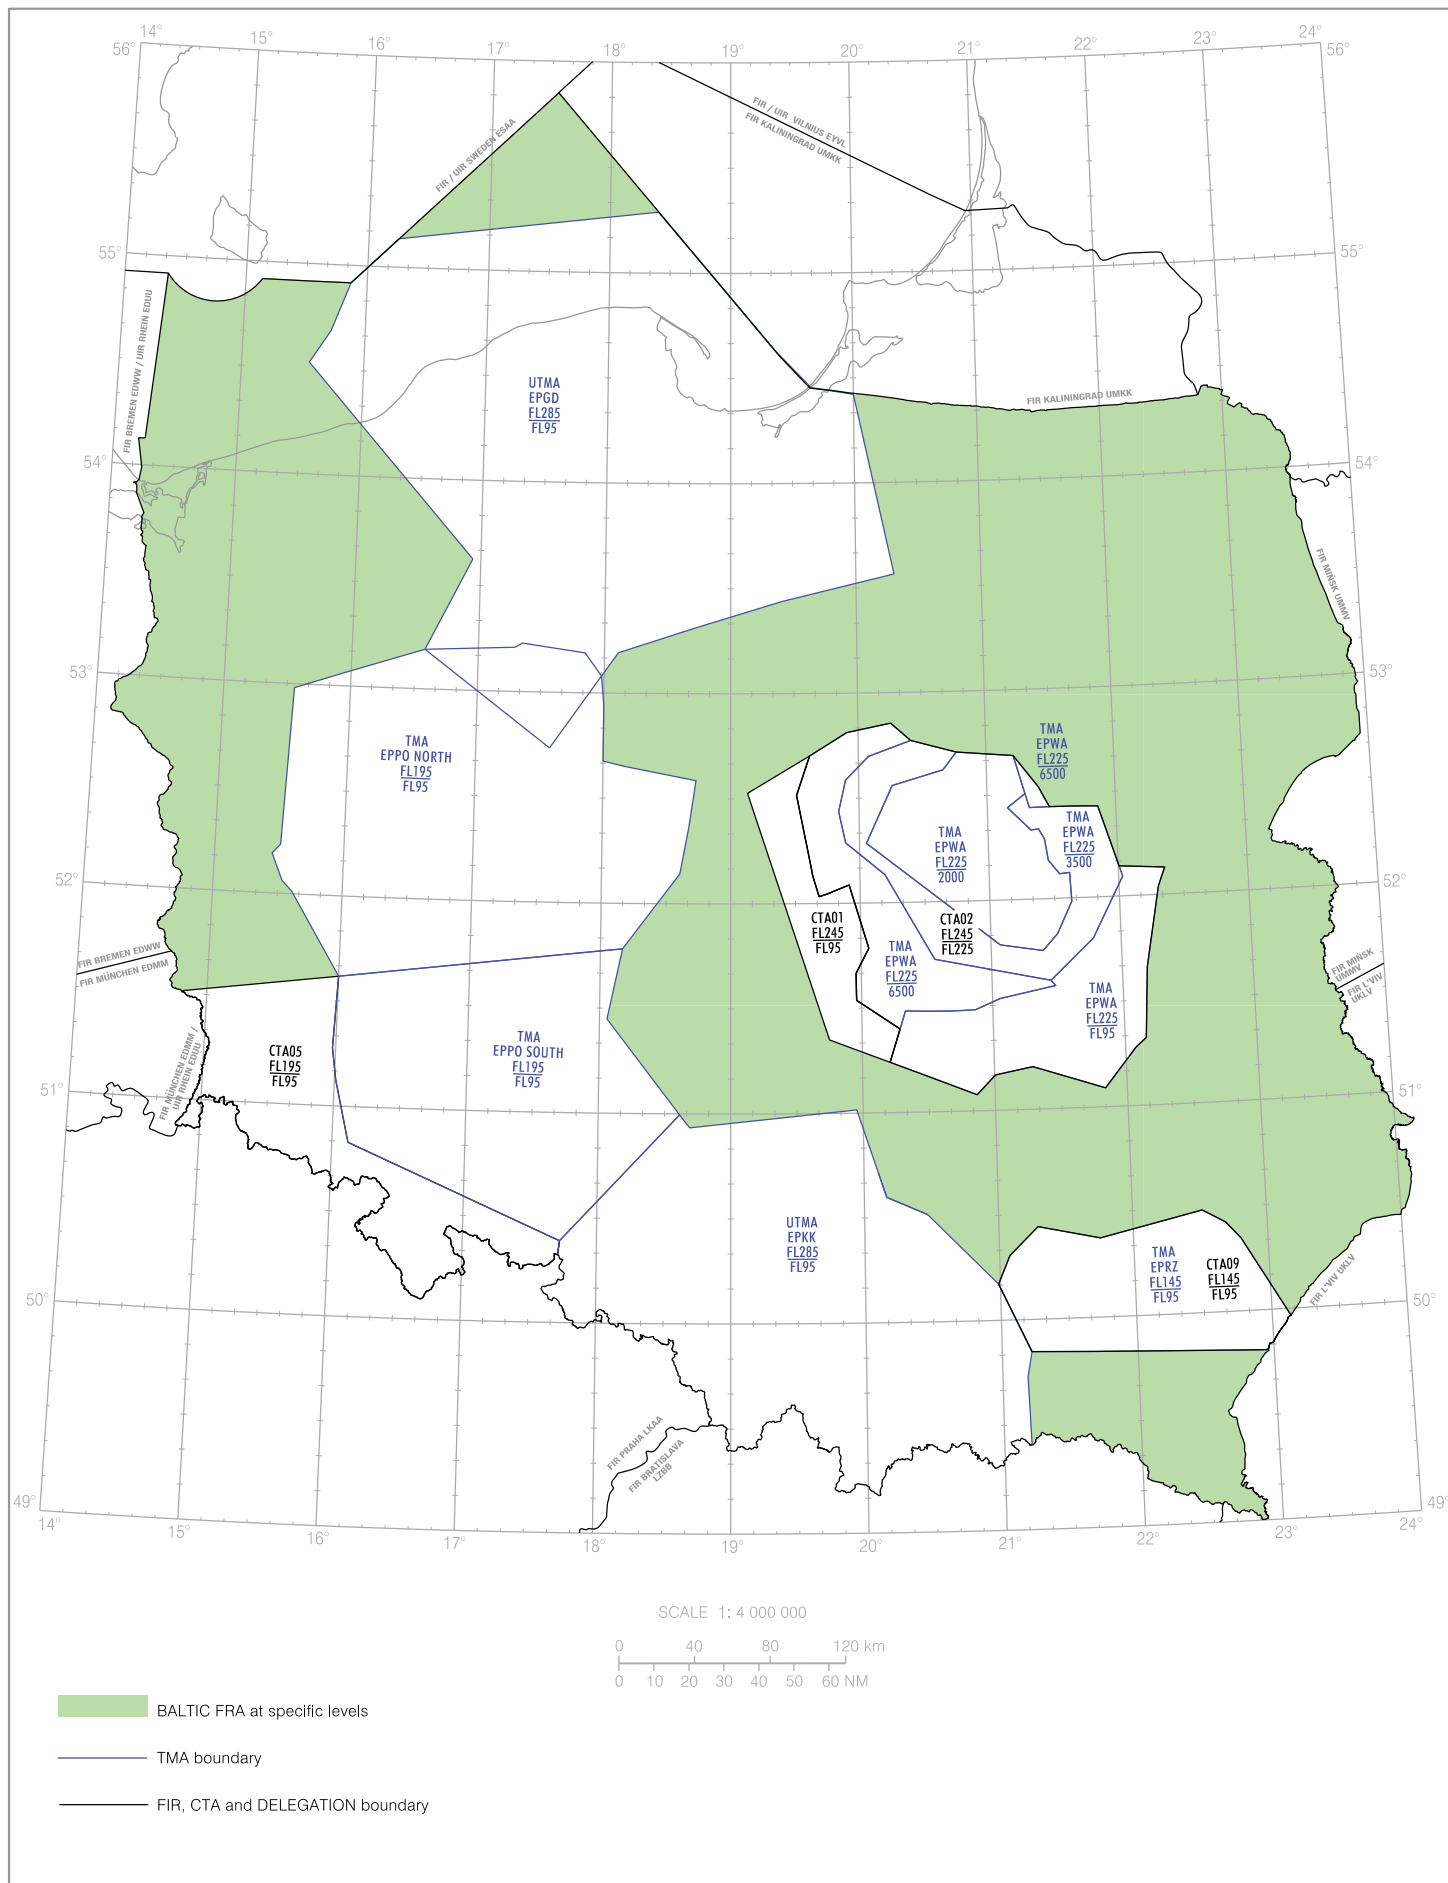 14°
15°
16°
17°
18°
19°
20°
21°
22°
23°
24°
56°
56°
FIR / UIR SWEDEN ESAA
FIR / UIR VILNIUS EYVL
FIR KALININGRAD UMKK
55°
55°
FIR BREMEN EDWW / UIR RHEIN EDUU
UTMA
EPGD
FL285
FL95
FIR KALININGRAD UMKK
54°
54°
FIR MIŃSK UMMV
53°
53°
TMA
EPPO NORTH
FL195
FL95
TMA
EPWA
FL225
6500
TMA
EPWA
FL225
3500
TMA
EPWA
FL225
2000
52°
52°
CTA01
FL245
FL95
CTA02
FL245
FL225
TMA
EPWA
FL225
6500
TMA
EPWA
FL225
FL95
FIR BREMEN EDWW
FIR MÜNCHEN EDMM
FIR MIŃSK
UMMV
FIR L'VIV
UKLV
FIR MÜNCHEN EDMM /
UIR RHEIN EDUU
CTA05
FL195
FL95
TMA
EPPO SOUTH
FL195
FL95
51°
51°
UTMA
EPKK
FL285
FL95
TMA
EPRZ
FL145
FL95
CTA09
FL145
FL95
FIR L'VIV UKLV
50°
50°
FIR PRAHA LKAA
FIR BRATISLAVA
LZBB
49°
49°
14°
15°
16°
17°
18°
19°
20°
21°
22°
23°
24°
SCALE 1: 4 000 000
0 40 80 120 km
0 10 20 30 40 50 60 NM
BALTIC FRA at specific levels
TMA boundary
FIR, CTA and DELEGATION boundary